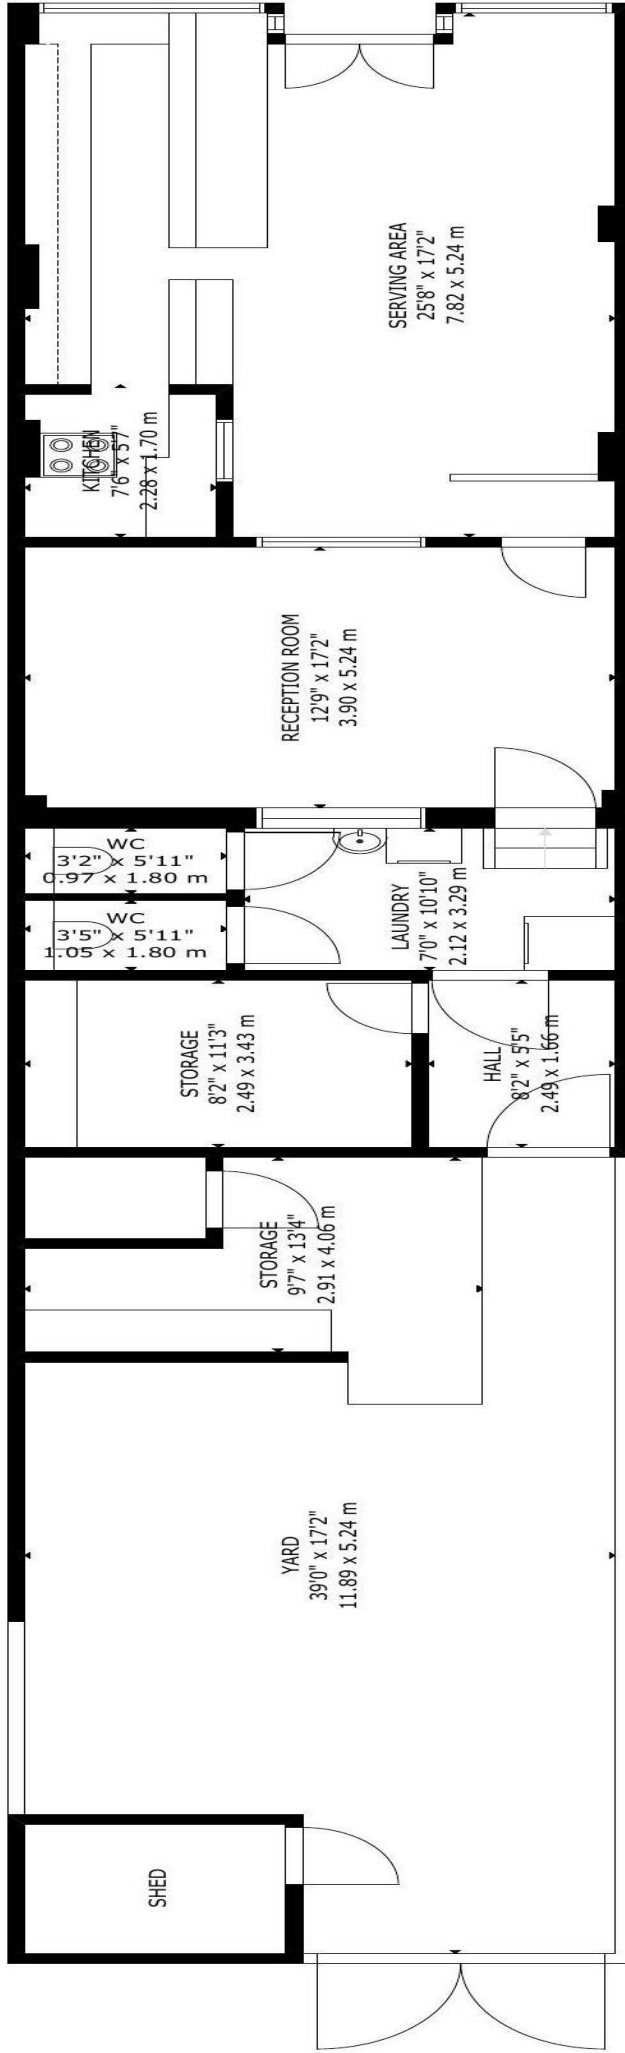 SERVING AREA
25'8" x 17'2"
7.82 x 5.24 m
KITCHEN
7'6" x 5'7"
2.28 x 1.70 m
RECEPTION ROOM
12'9" x 17'2"
3.90 x 5.24 m
WC
3'2" x 5'11"
0.97 x 1.80 m
WC
3'5" x 5'11"
1.05 x 1.80 m
LAUNDRY
7'0" x 10'10"
2.12 x 3.29 m
STORAGE
8'2" x 11'3"
2.49 x 3.43 m
HALL
8'2" x 5'5"
2.49 x 1.66 m
STORAGE
9'7" x 13'4"
2.91 x 4.06 m
YARD
39'0" x 17'2"
11.89 x 5.24 m
SHED